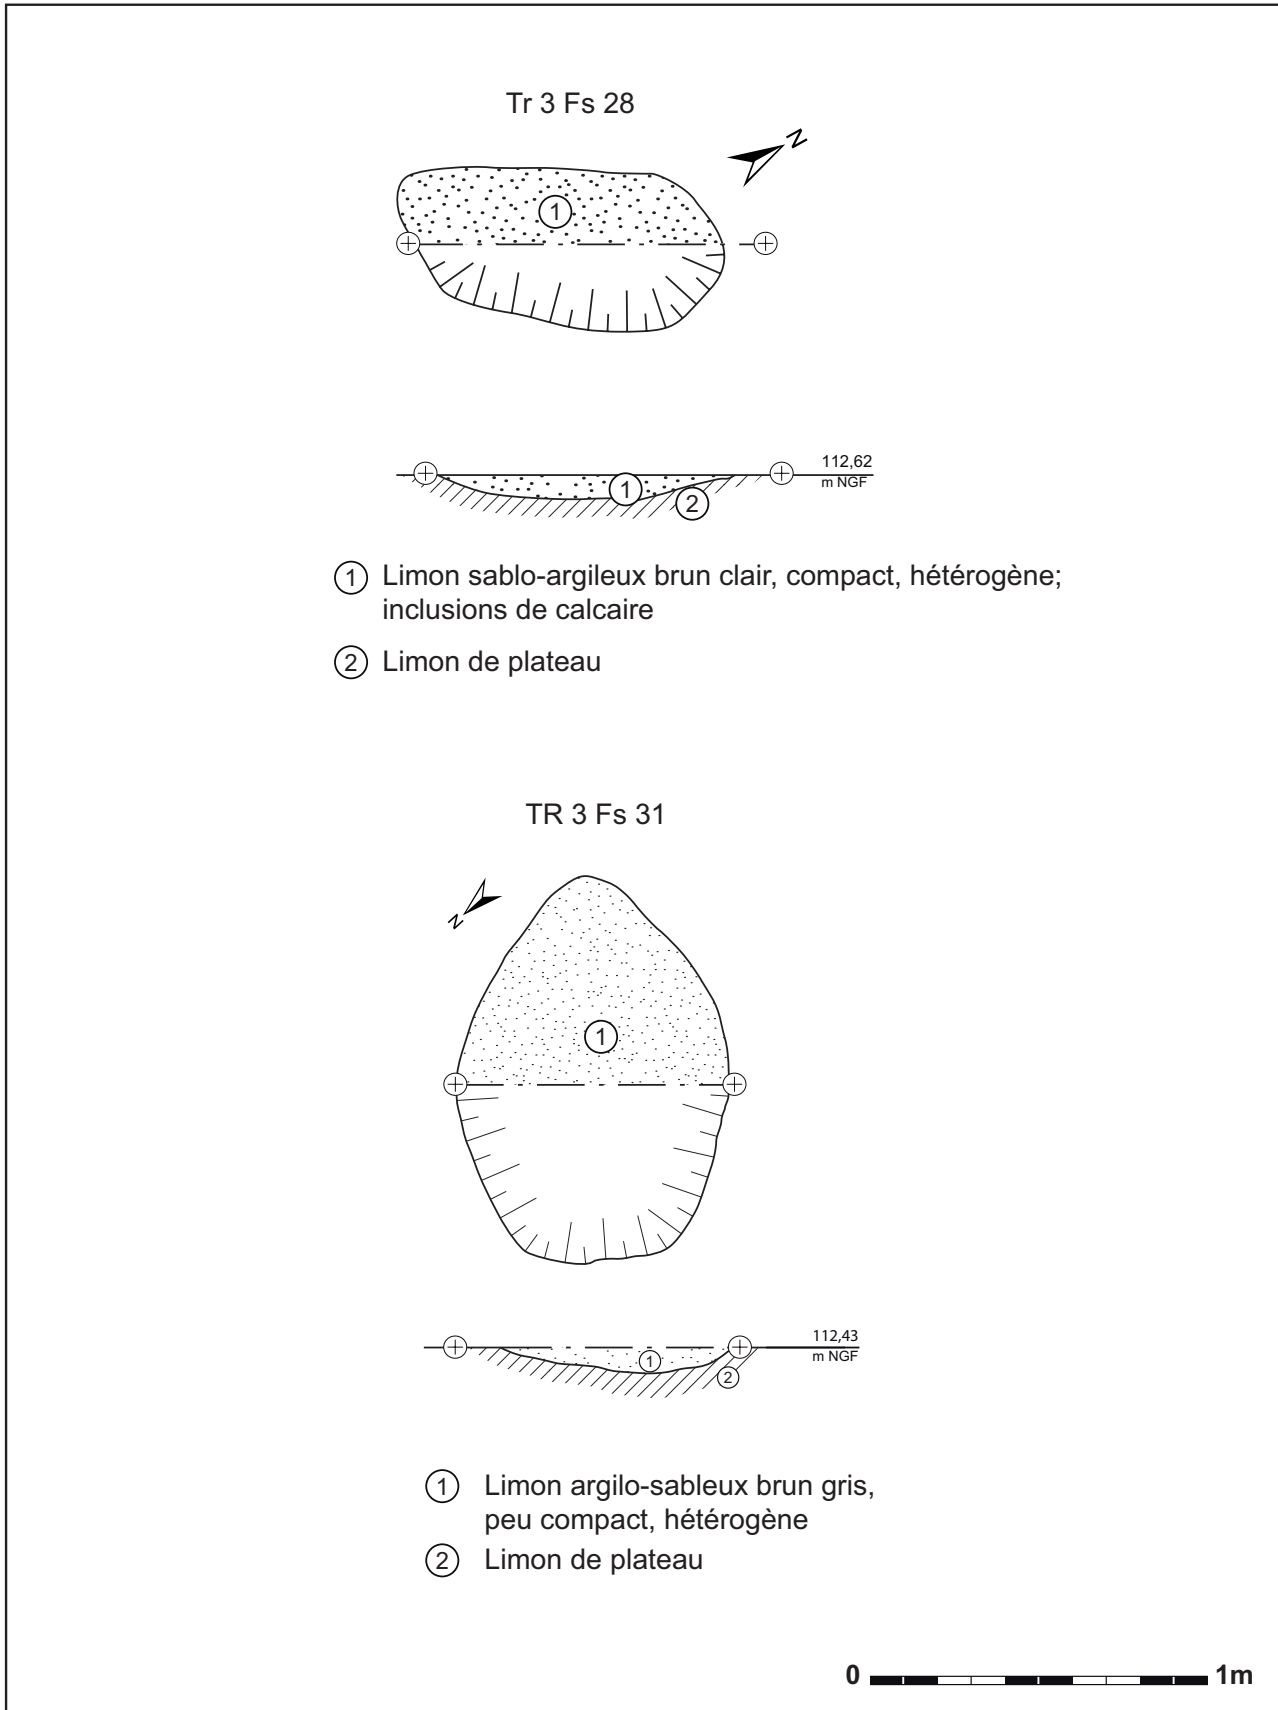 Tr 3 Fs 28
N
1
112,62
m NGF
1
2
1 Limon sablo-argileux brun clair, compact, hétérogène;
inclusions de calcaire
2 Limon de plateau
TR 3 Fs 31
N
1
112,43
m NGF
1
2
1 Limon argilo-sableux brun gris,
peu compact, hétérogène
2 Limon de plateau
0 1m